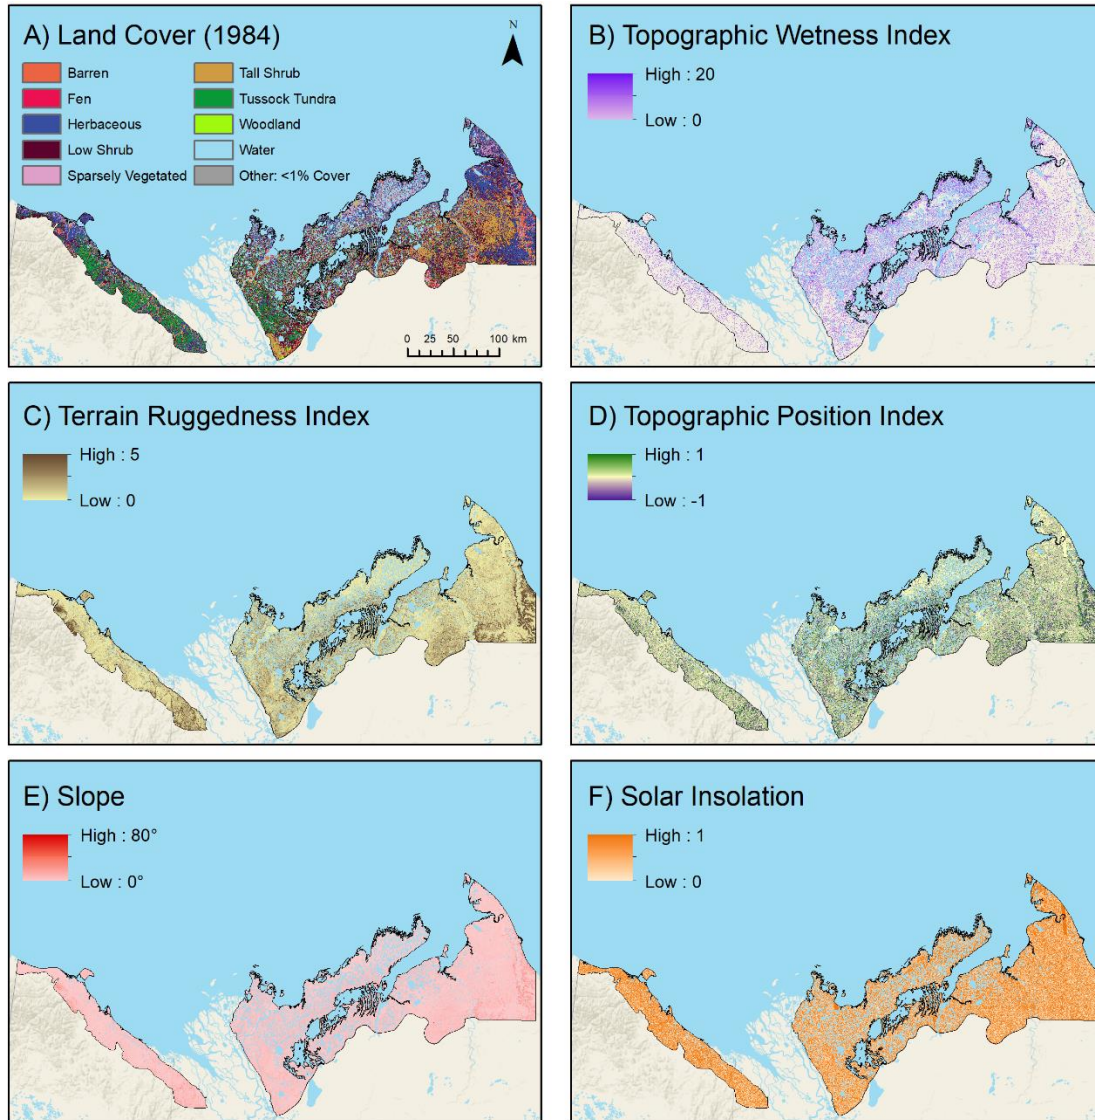 A) Land Cover (1984)
N
Barren
Fen
Herbaceous
Low Shrub
Sparsely Vegetated
Tall Shrub
Tussock Tundra
Woodland
Water
Other: <1% Cover
0 25 50 100 km
B) Topographic Wetness Index
High : 20
Low : 0
C) Terrain Ruggedness Index
High : 5
Low : 0
D) Topographic Position Index
High : 1
Low : -1
E) Slope
High : 80°
Low : 0°
F) Solar Insolation
High : 1
Low : 0